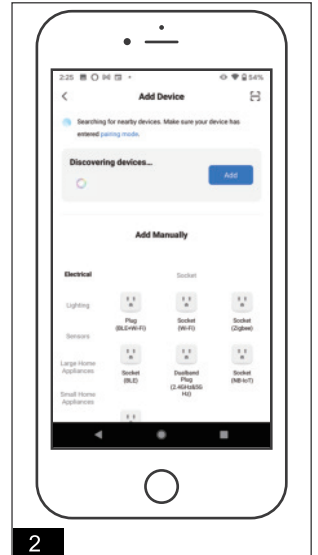 2:25
54%
Add Device
Searching for nearby devices. Make sure your device has
entered pairing mode.
Discovering devices...
Add
Add Manually
Electrical
Socket
Lighting
Plug
(BLE+Wi-Fi)
Socket
(Wi-Fi)
Socket
(Zigbee)
Sensors
Large Home
Appliances
Socket
(BLE)
Dualband
Plug
(2.4GHz&5G
Hz)
Socket
(NB-IoT)
Small Home
Appliances
2